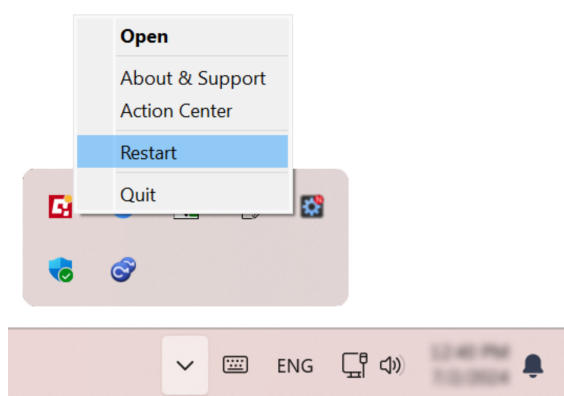 Open
About & Support
Action Center
Restart
Quit
ENG